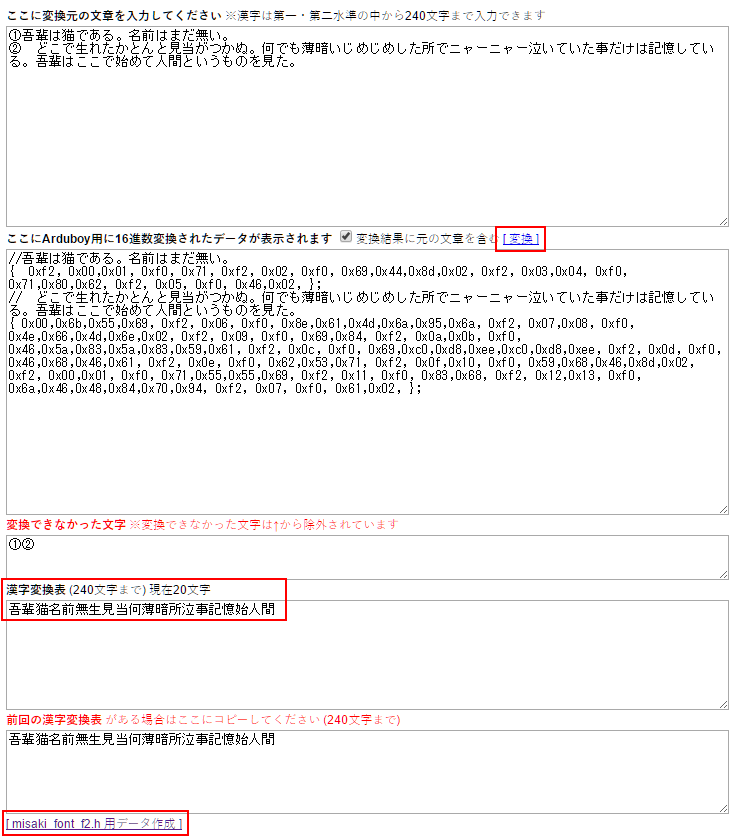 ここに変換元の文章を入力してください ※漢字は第一・第二水準の中から240文字まで入力できます
①吾輩は猫である。名前はまだ無い。
②　どこで生れたかとんと見当がつかぬ。何でも薄暗いじめじめした所でニャーニャー泣いていた事だけは記憶してい
る。吾輩はここで始めて人間というものを見た。
ここにArduboy用に16進数変換されたデータが表示されます 変換結果に元の文章を含む [ 変換 ]
//吾輩は猫である。名前はまだ無い。
{ 0xf2, 0x00,0x01, 0xf0, 0x71, 0xf2, 0x02, 0xf0, 0x69,0x44,0x8d,0x02, 0xf2, 0x03,0x04, 0xf0,
0x71,0x80,0x62, 0xf2, 0x05, 0xf0, 0x46,0x02, };
//　どこで生れたかとんと見当がつかぬ。何でも薄暗いじめじめした所でニャーニャー泣いていた事だけは記憶してい
る。吾輩はここで始めて人間というものを見た。
{ 0x00,0x6b,0x55,0x69, 0xf2, 0x06, 0xf0, 0x8e,0x61,0x4d,0x6a,0x95,0x6a, 0xf2, 0x07,0x08, 0xf0,
0x4e,0x66,0x4d,0x6e,0x02, 0xf2, 0x09, 0xf0, 0x69,0x84, 0xf2, 0x0a,0x0b, 0xf0,
0x46,0x5a,0x83,0x5a,0x83,0x59,0x61, 0xf2, 0x0c, 0xf0, 0x69,0xc0,0xd8,0xee,0xc0,0xd8,0xee, 0xf2, 0x0d, 0xf0,
0x46,0x68,0x46,0x61, 0xf2, 0x0e, 0xf0, 0x62,0x53,0x71, 0xf2, 0x0f,0x10, 0xf0, 0x59,0x68,0x46,0x8d,0x02,
0xf2, 0x00,0x01, 0xf0, 0x71,0x55,0x55,0x69, 0xf2, 0x11, 0xf0, 0x83,0x68, 0xf2, 0x12,0x13, 0xf0,
0x6a,0x46,0x48,0x84,0x70,0x94, 0xf2, 0x07, 0xf0, 0x61,0x02, };
変換できなかった文字 ※変換できなかった文字は↑から除外されています
①②
漢字変換表 (240文字まで) 現在20文字
吾輩猫名前無生見当何薄暗所泣事記憶始人間
前回の漢字変換表 がある場合はここにコピーしてください (240文字まで)
吾輩猫名前無生見当何薄暗所泣事記憶始人間
[ misaki_font_f2.h 用データ作成 ]